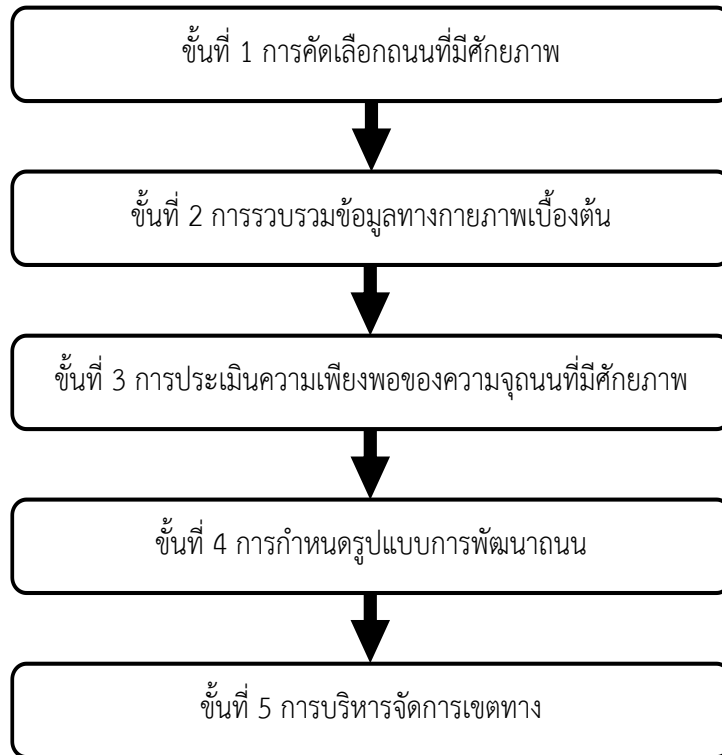 ขั้นที่ 1 การคัดเลือกถนนที่มีศักยภาพ
ขั้นที่ 2 การรวบรวมข้อมูลทางกายภาพเบื้องต้น
ขั้นที่ 3 การประเมินความเพียงพอของความจุถนนที่มีศักยภาพ
ขั้นที่ 4 การกำหนดรูปแบบการพัฒนาถนน
ขั้นที่ 5 การบริหารจัดการเขตทาง